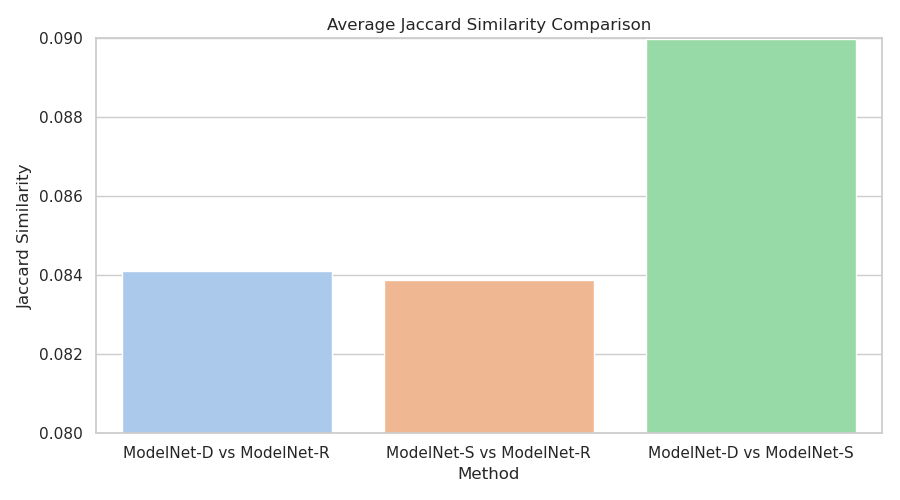 Average Jaccard Similarity Comparison
0.090
0.088
0.086
0.084
0.082
0.080
Jaccard Similarity
ModelNet-D vs ModelNet-R
ModelNet-S vs ModelNet-R
ModelNet-D vs ModelNet-S
Method